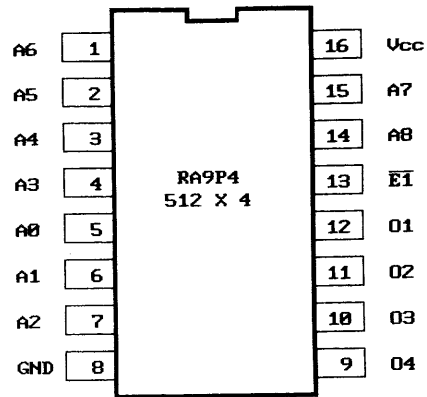 A6 1 16 Vcc
A5 2 15 A7
A4 3 14 A8
A3 4 RA9P4 13 E1
512 X 4
A0 5 12 O1
A1 6 11 O2
A2 7 10 O3
GND 8 9 O4